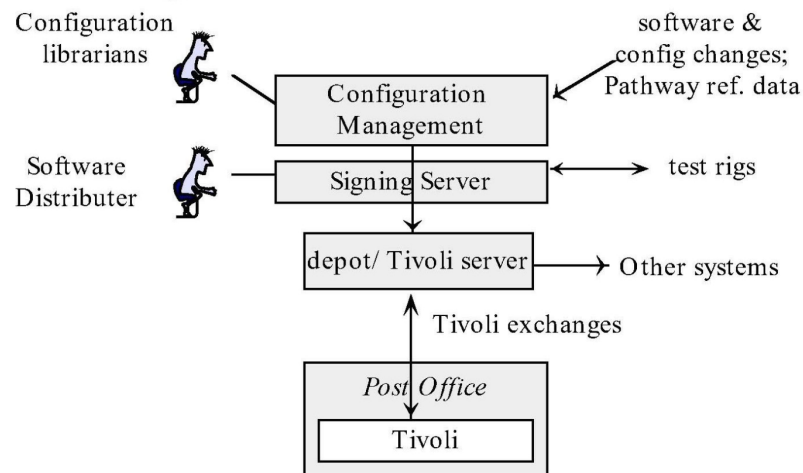 Configuration
librarians
software &
config changes;
Pathway ref. data
Configuration
Management
Software
Distributer
Signing Server
test rigs
depot/ Tivoli server
Other systems
Tivoli exchanges
Post Office
Tivoli